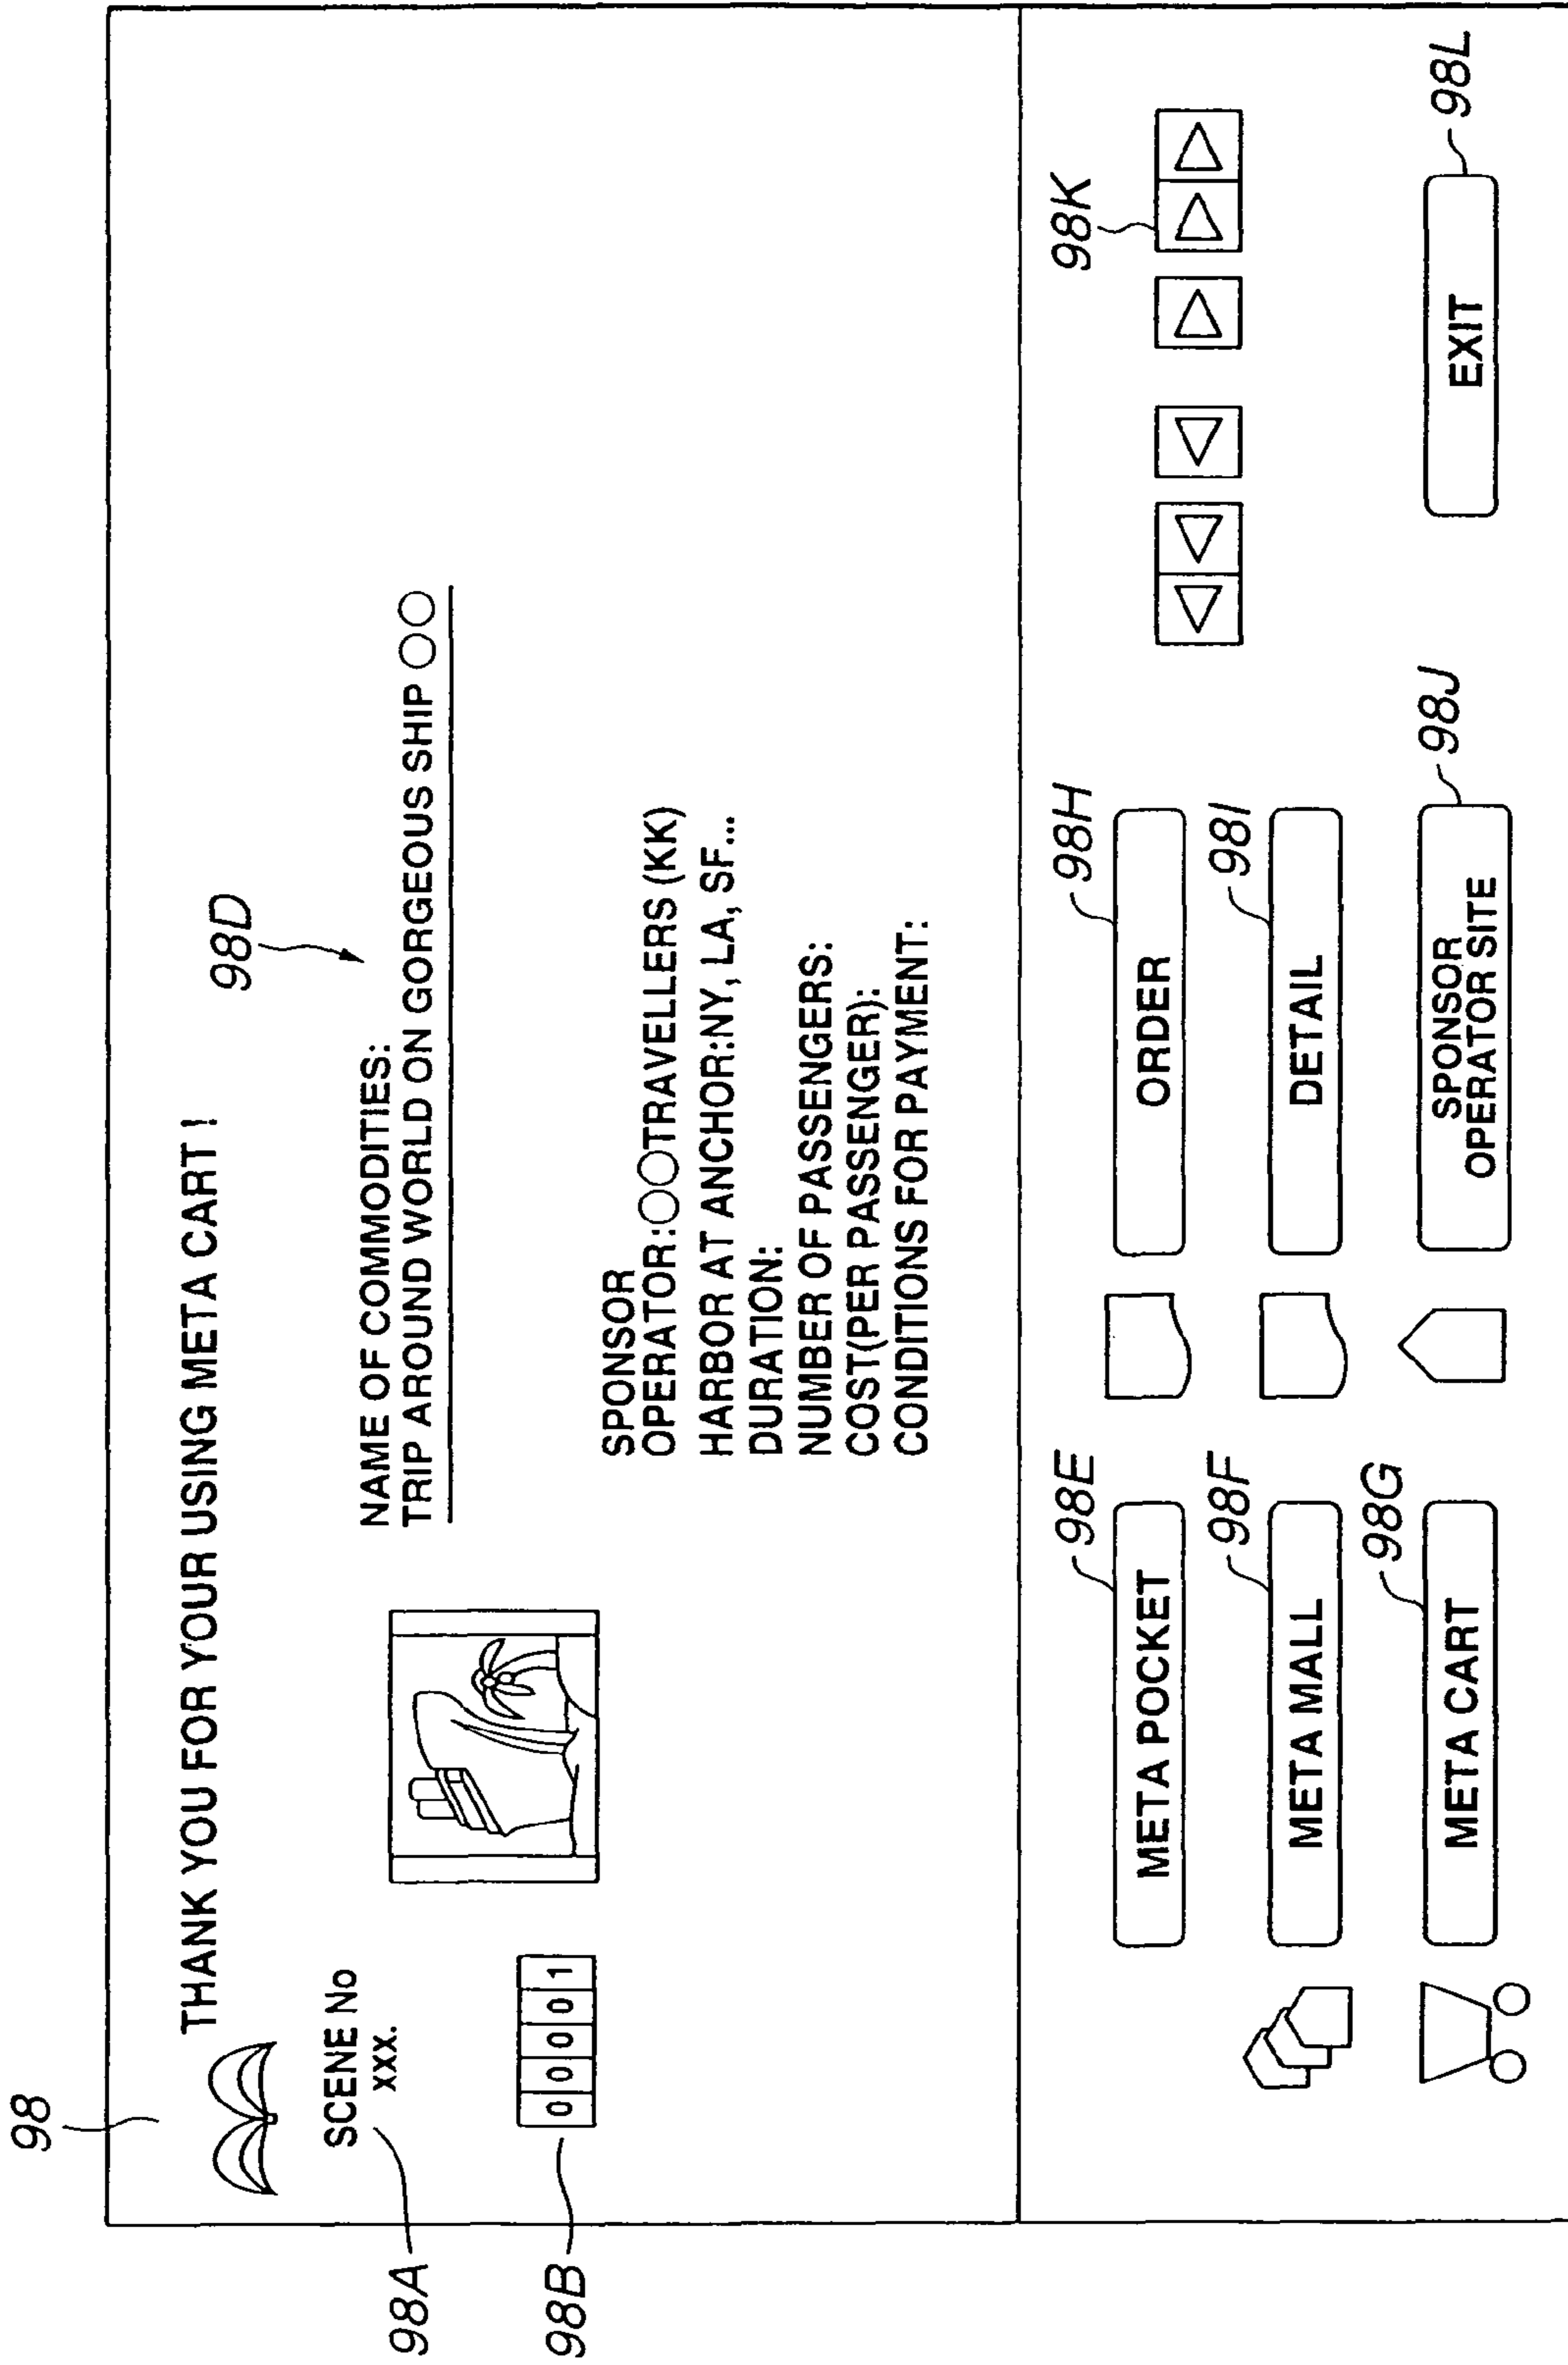 98
THANK YOU FOR YOUR USING META CART !
98D
SCENE No
XXX.
98A
0 0 0 0 1
98B
NAME OF COMMODITIES:
TRIP AROUND WORLD ON GORGEOUS SHIP ○○
SPONSOR
OPERATOR:○○TRAVELLERS (KK)
HARBOR AT ANCHOR:NY, LA, SF...
DURATION:
NUMBER OF PASSENGERS:
COST(PER PASSENGER):
CONDITIONS FOR PAYMENT:
98E
META POCKET
98H
ORDER
98K
98F
META MALL
98I
DETAIL
98G
META CART
98J
SPONSOR
OPERATOR SITE
EXIT
98L